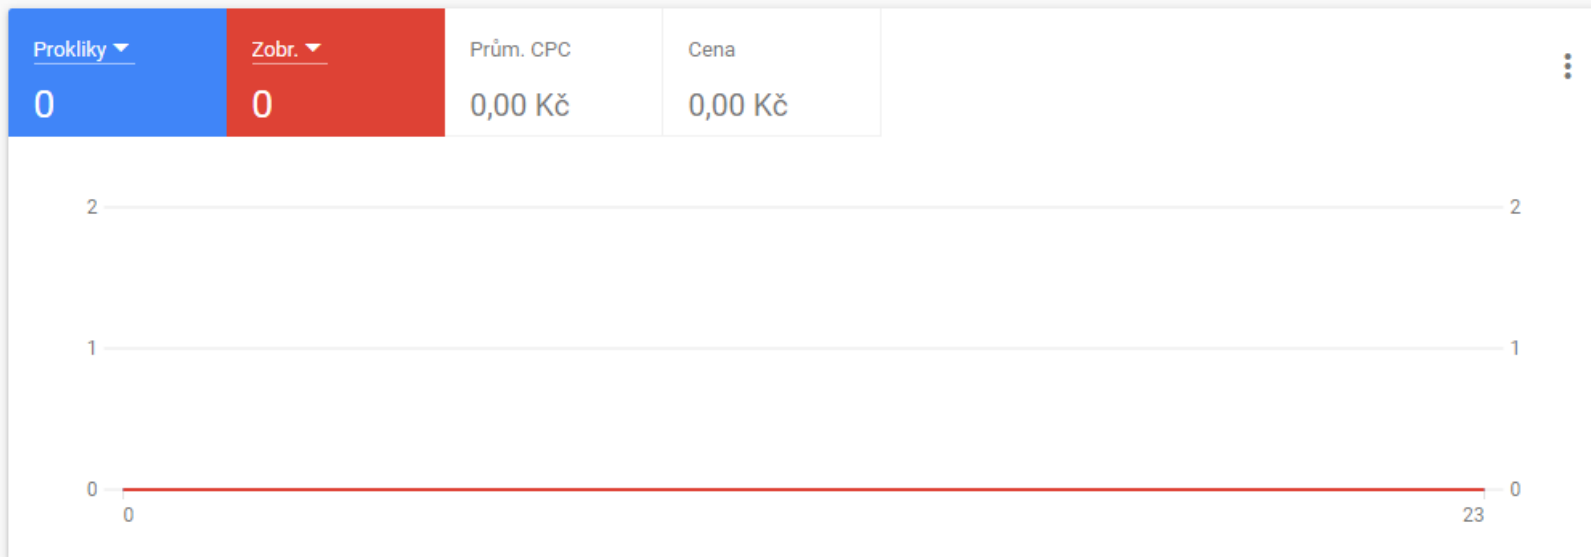 Prokliky Zobr. Prům. CPC Cena
0 0 0,00 Kč 0,00 Kč
2 2
1 1
0 0
0 23